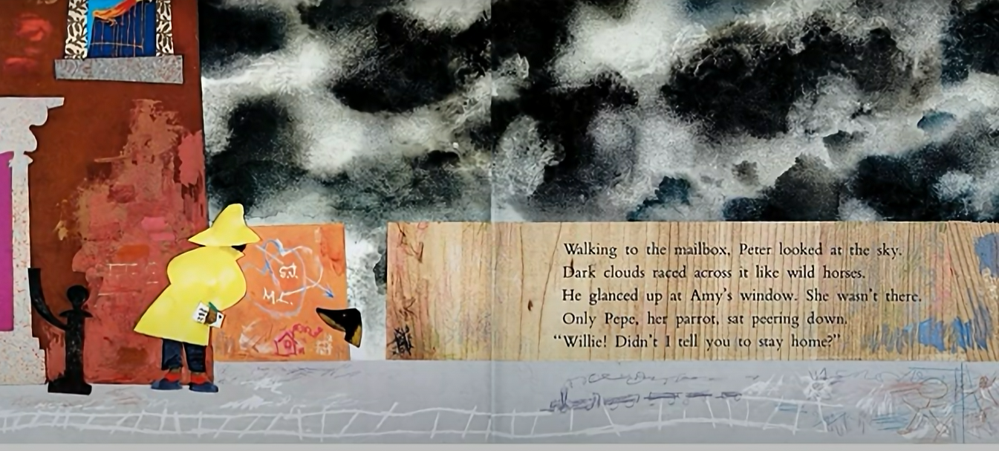 S.J.
M.L.
Walking to the mailbox, Peter looked at the sky.
Dark clouds raced across it like wild horses.
He glanced up at Amy's window. She wasn't there.
Only Pepe, her parrot, sat peering down.
"Willie! Didn't I tell you to stay home?"